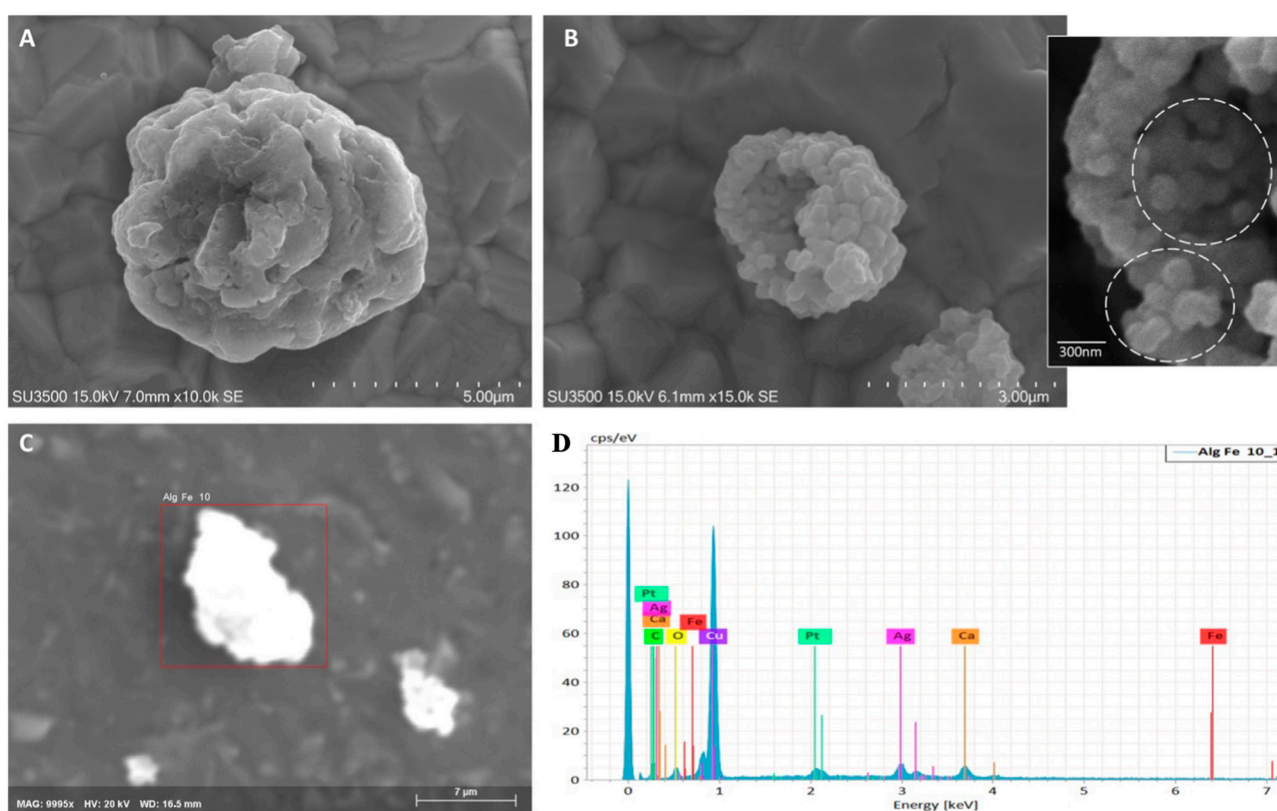 A
SU3500 15.0kV 7.0mm x10.0k SE
5.00µm
B
SU3500 15.0kV 6.1mm x15.0k SE
3.00µm
300nm
C
Alg Fe 10
MAG: 9995x HV: 20 kV WD: 16.5 mm
7 µm
D
cps/eV
Alg Fe 10_1
120
100
80
60
40
20
0
Pt
Ag
Ca
C
O
Fe
Cu
Pt
Ag
Ca
Fe
0
1
2
3
4
5
6
7
Energy [keV]